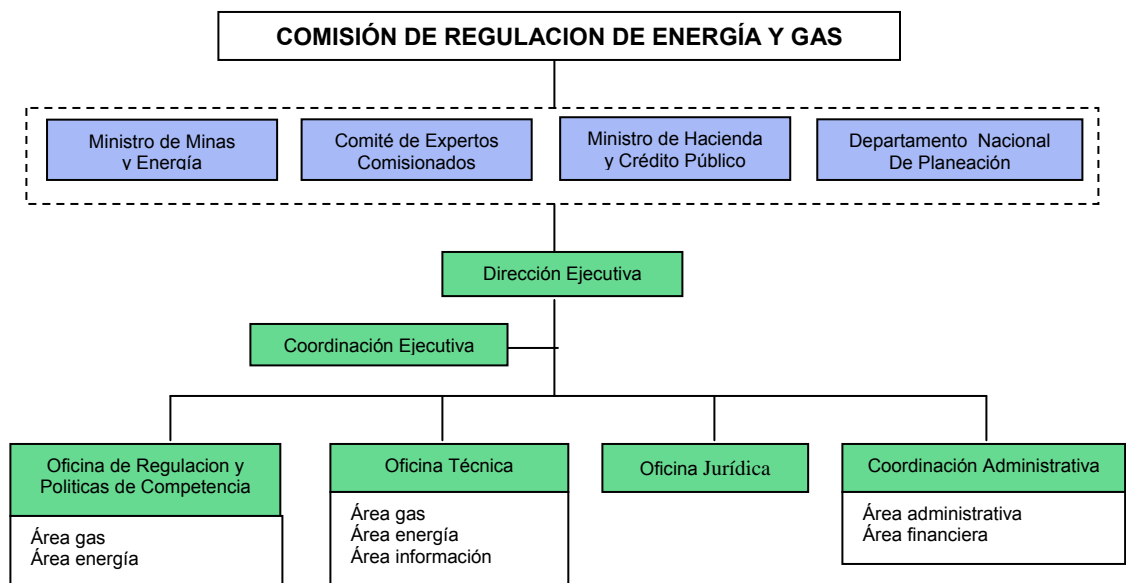 COMISIÓN DE REGULACION DE ENERGÍA Y GAS
Ministro de Minas
y Energía
Comité de Expertos
Comisionados
Ministro de Hacienda
y Crédito Público
Departamento Nacional
De Planeación
Dirección Ejecutiva
Coordinación Ejecutiva
Oficina de Regulacion y
Politicas de Competencia
Área gas
Área energía
Oficina Técnica
Área gas
Área energía
Área información
Oficina Jurídica
Coordinación Administrativa
Área administrativa
Área financiera